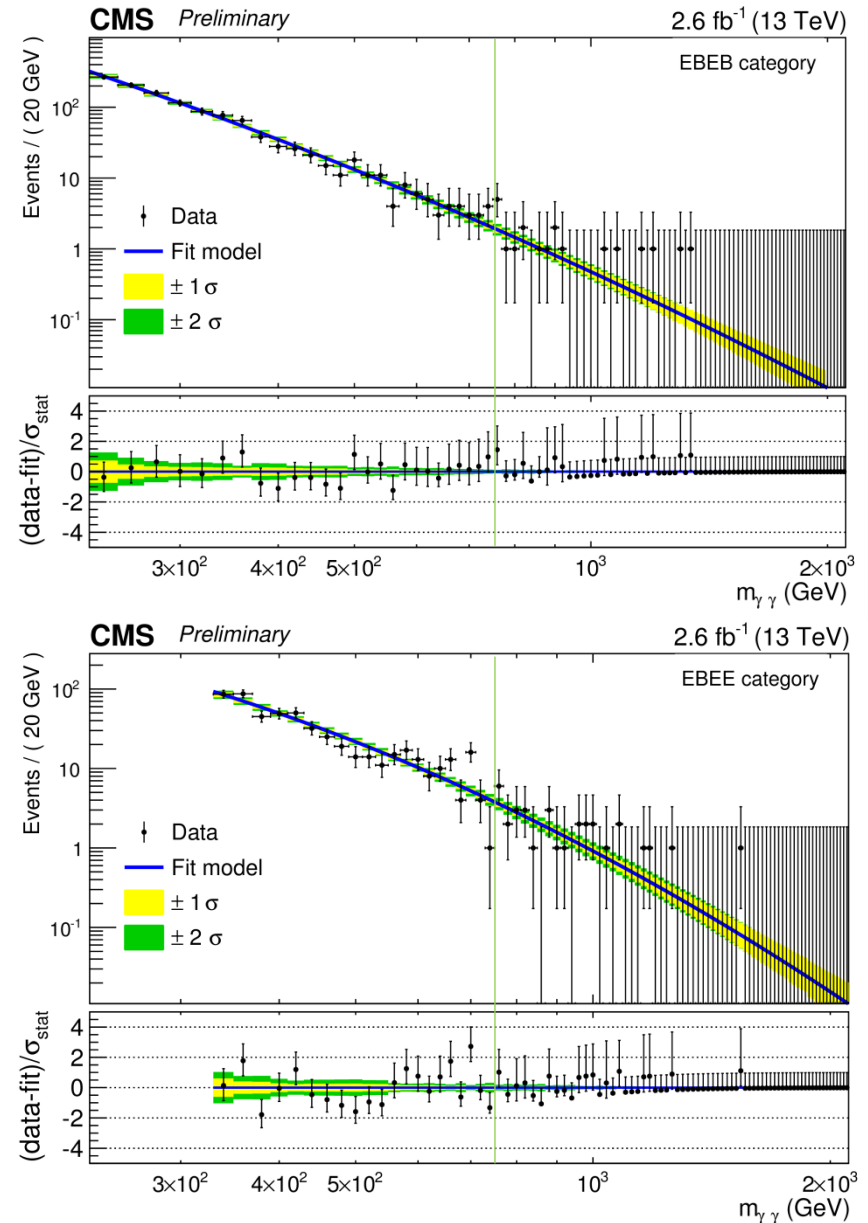 CMS Preliminary 2.6 fb⁻¹ (13 TeV)
EBEB category
Events / ( 20 GeV )
10²
10
1
10⁻¹
Data
Fit model
± 1 σ
± 2 σ
(data-fit)/σ_stat
4
2
0
-2
-4
3×10² 4×10² 5×10² 10³ 2×10³
m_γγ (GeV)
CMS Preliminary 2.6 fb⁻¹ (13 TeV)
EBEE category
Events / ( 20 GeV )
10²
10
1
10⁻¹
Data
Fit model
± 1 σ
± 2 σ
(data-fit)/σ_stat
4
2
0
-2
-4
3×10² 4×10² 5×10² 10³ 2×10³
m_γγ (GeV)